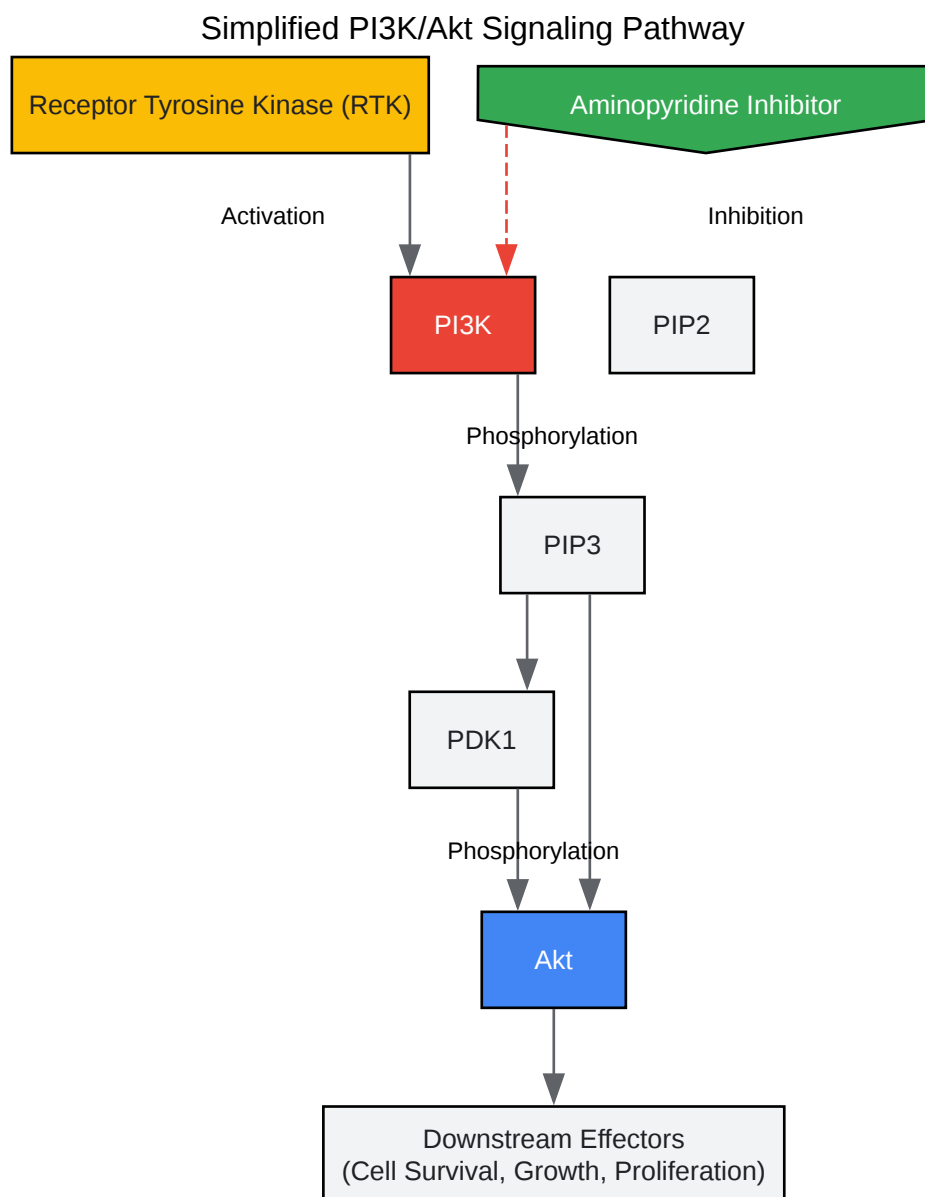 Simplified PI3K/Akt Signaling Pathway
Receptor Tyrosine Kinase (RTK)
Aminopyridine Inhibitor
Activation
Inhibition
PI3K
PIP2
Phosphorylation
PIP3
PDK1
Phosphorylation
Akt
Downstream Effectors
(Cell Survival, Growth, Proliferation)